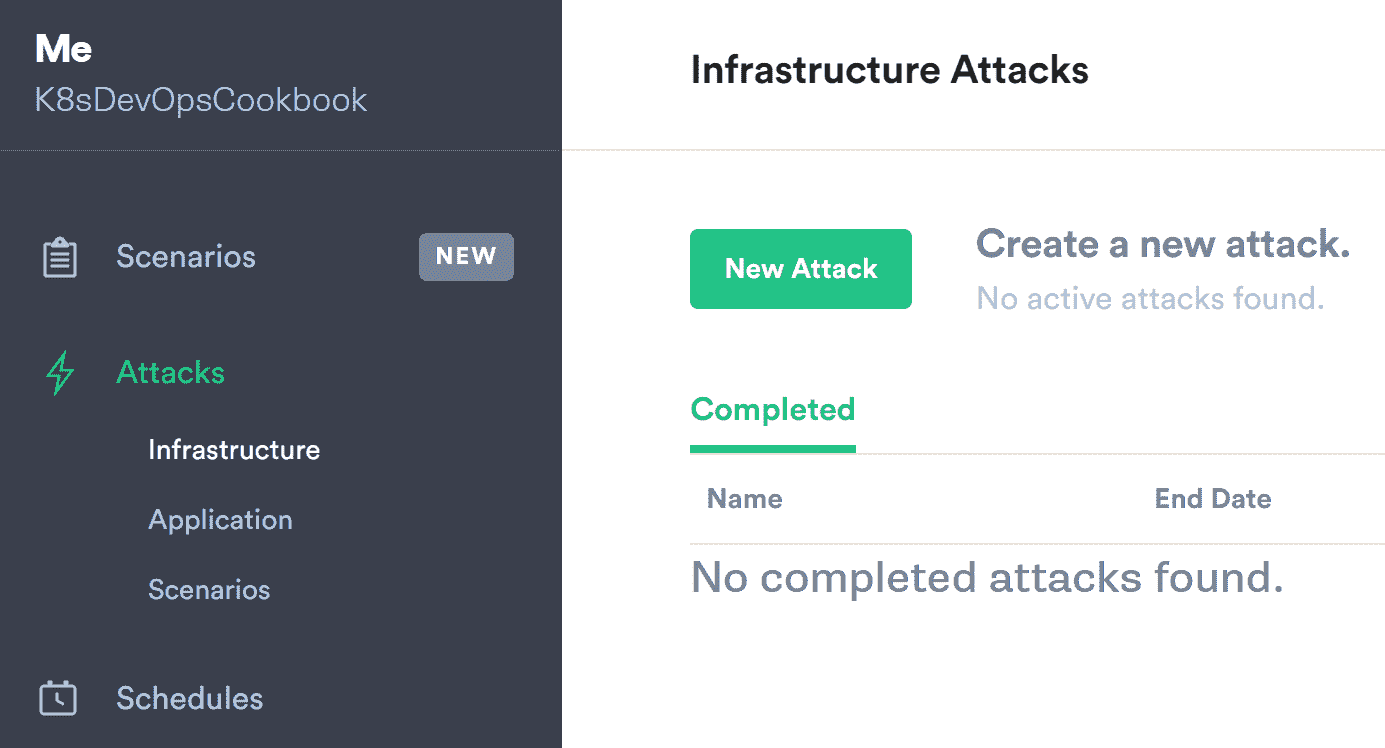 Me
K8sDevOpsCookbook
Scenarios NEW
Attacks
Infrastructure
Application
Scenarios
Schedules
Infrastructure Attacks
New Attack
Create a new attack.
No active attacks found.
Completed
Name End Date
No completed attacks found.